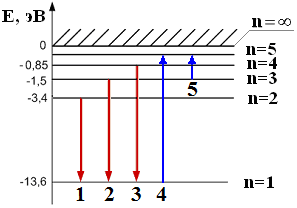 E, эВ
n=∞
0
n=5
-0,85 n=4
-1,5 n=3
-3,4 n=2
5
-13,6 n=1
1 2 3 4